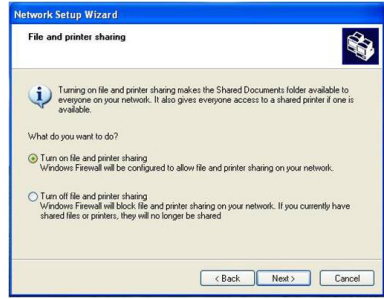 Network Setup Wizard
File and printer sharing
Turning on file and printer sharing makes the Shared Documents folder available to
everyone on your network. It also gives everyone access to a shared printer if one is
available.
What do you want to do?
Turn on file and printer sharing
Windows Firewall will be configured to allow file and printer sharing on your network.
Turn off file and printer sharing
Windows Firewall will block file and printer sharing on your network. If you currently have
shared files or printers, they will no longer be shared
< Back Next > Cancel